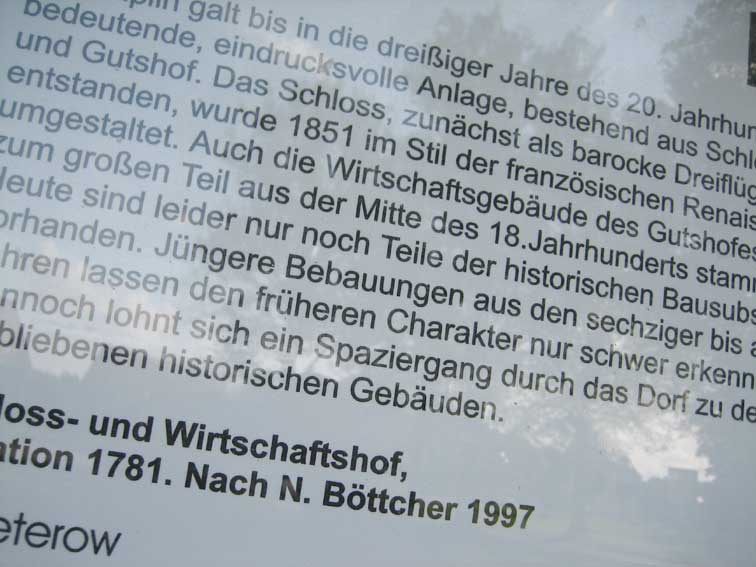 plin galt bis in die dreißiger Jahre des 20. Jahrhun
bedeutende, eindrucksvolle Anlage, bestehend aus Schlo
und Gutshof. Das Schloss, zunächst als barocke Dreiflüg
entstanden, wurde 1851 im Stil der französischen Renais
umgestaltet. Auch die Wirtschaftsgebäude des Gutshofes
zum großen Teil aus der Mitte des 18.Jahrhunderts stamm
Heute sind leider nur noch Teile der historischen Bausubs
orhanden. Jüngere Bebauungen aus den sechziger bis a
hren lassen den früheren Charakter nur schwer erkenn
nnoch lohnt sich ein Spaziergang durch das Dorf zu de
bliebenen historischen Gebäuden.
loss- und Wirtschaftshof,
ation 1781. Nach N. Böttcher 1997
eterow